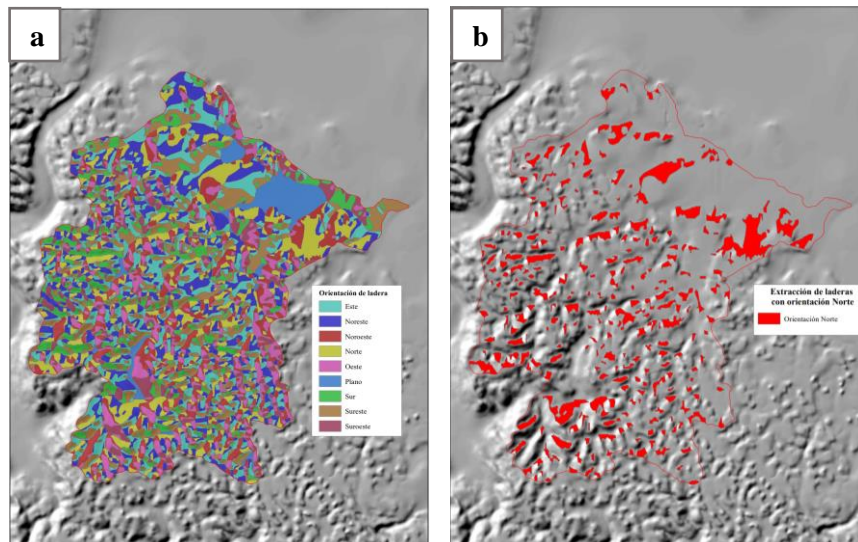 a
Orientación de ladera
Este
Noreste
Noroeste
Norte
Oeste
Plano
Sur
Sureste
Suroeste
b
Extracción de laderas
con orientación Norte
Orientación Norte